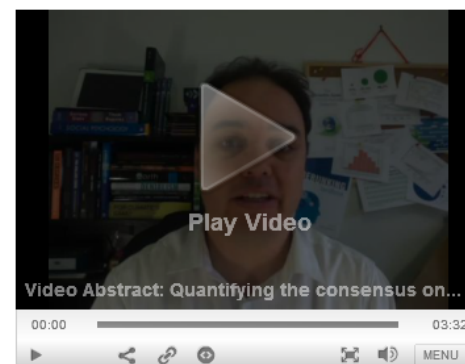 Play Video
Video Abstract: Quantifying the consensus on...
00:00
03:32
MENU